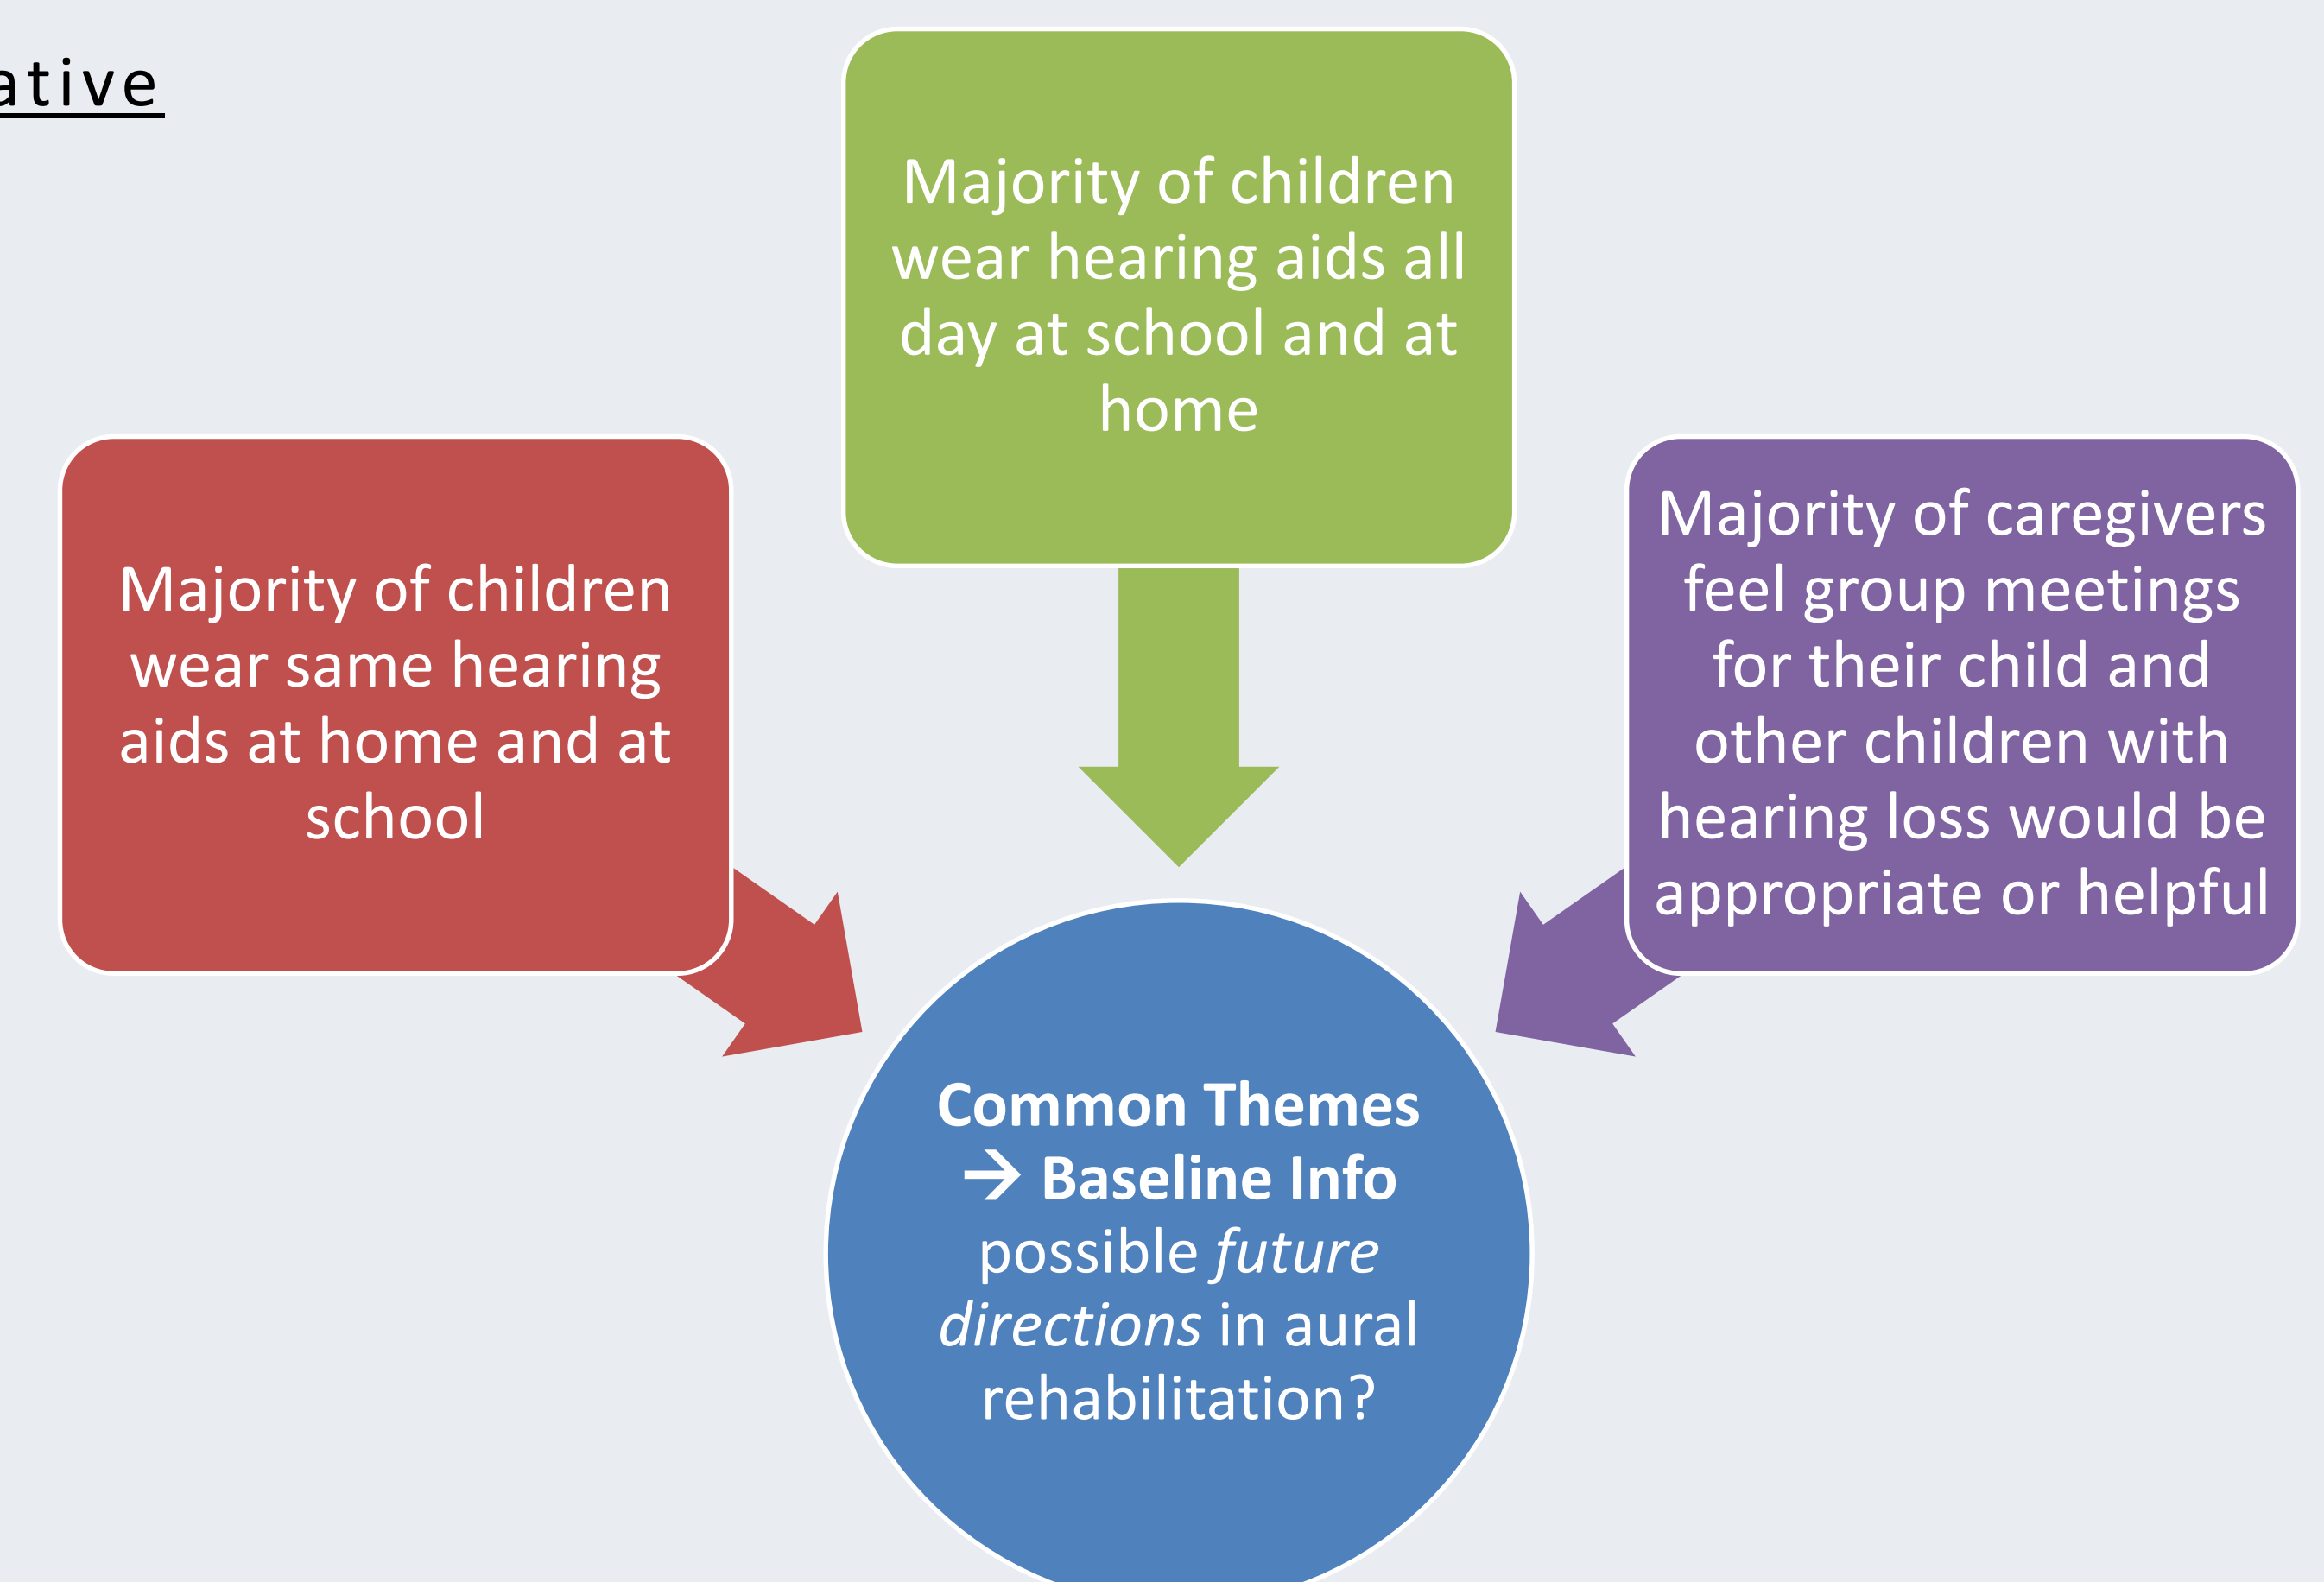 ative
Majority of children
wear hearing aids all
day at school and at
home
Majority of children
wear same hearing
aids at home and at
school
Majority of caregivers
feel group meetings
for their child and
other children with
hearing loss would be
appropriate or helpful
Common Themes
→ Baseline Info
possible future
directions in aural
rehabilitation?